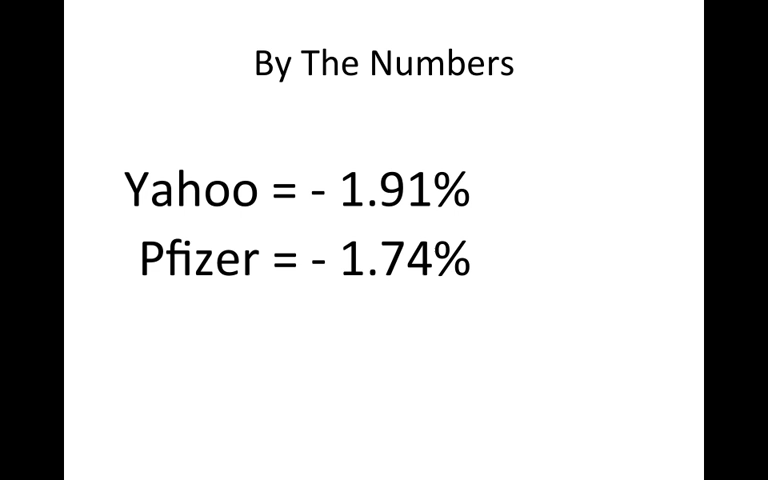 By The Numbers
Yahoo = - 1.91%
Pfizer = - 1.74%